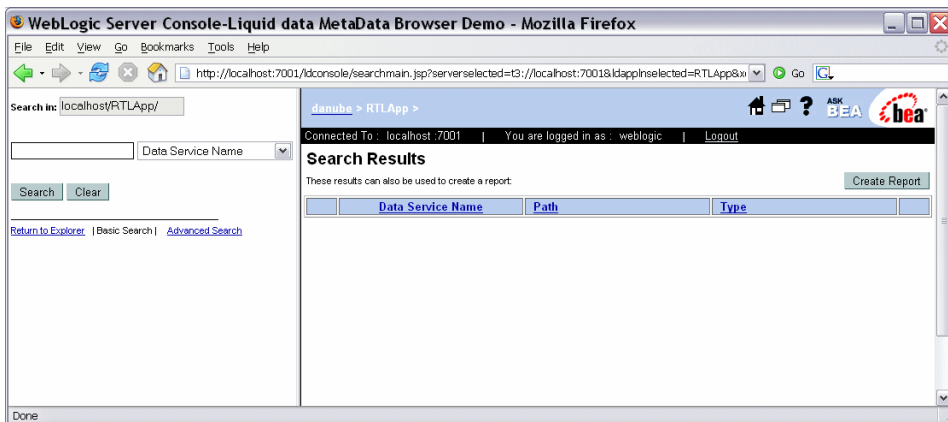 WebLogic Server Console-Liquid data MetaData Browser Demo - Mozilla Firefox
File Edit View Go Bookmarks Tools Help
http://localhost:7001/ldconsole/searchmain.jsp?serverselected=t3://localhost:7001&ldapplnselected=RTLApp&x Go G
Search in: localhost/RTLApp/
Data Service Name
Search Clear
Return to Explorer | Basic Search | Advanced Search
danube > RTLApp >
? ASK BEA bea
Connected To : localhost :7001 | You are logged in as : weblogic | Logout
Search Results
These results can also be used to create a report:
Create Report
Data Service Name Path Type
Done